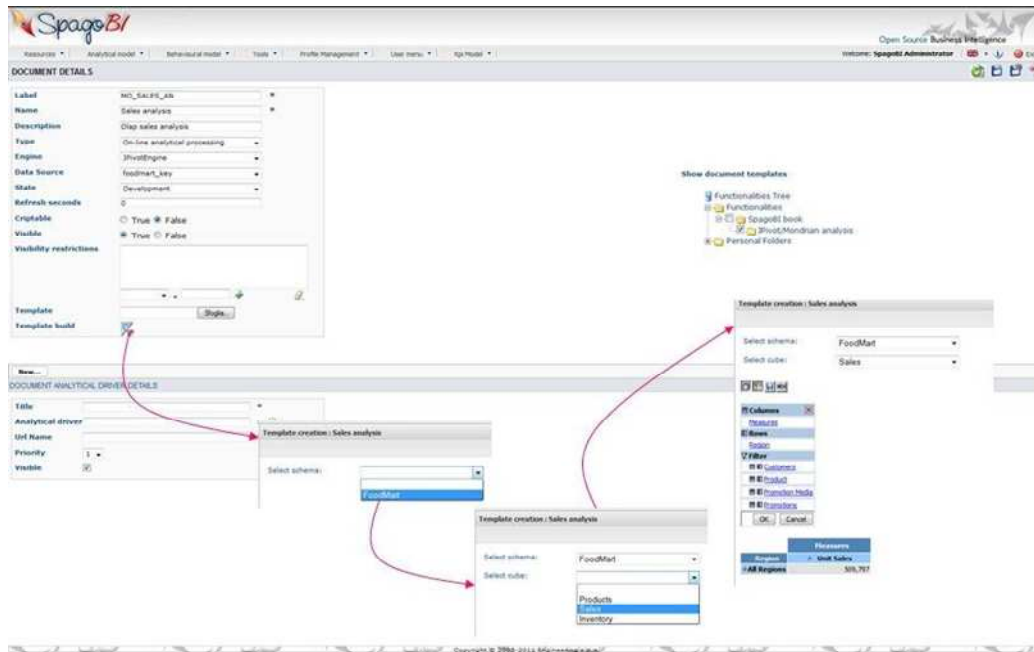 SpagoBI
Open Source Business Intelligence
Resources Analytical model Behavioural model Tools Profile Management User menu Kpi Model
Welcome: SpagoBI Administrator
DOCUMENT DETAILS
Label
Name Sales analysis
Description Olap sales analysis
Type On-line analytical processing
Engine JPivotEngine
Data Source foodmart_key
State Development
Refresh seconds 0
Criptable True False
Visible True False
Visibility restrictions
Template Sfoglia...
Template build
Show document templates
Functionalities Tree
Functionalities
SpagoBI book
JPivot/Mondrian analysis
Personal Folders
New...
DOCUMENT ANALYTICAL DRIVER DETAILS
Title
Analytical driver
Url Name
Priority 1
Visible
Template creation : Sales analysis
Select schema:
FoodMart
Template creation : Sales analysis
Select schema: FoodMart
Select cube:
Products
Sales
Inventory
Template creation : Sales analysis
Select schema: FoodMart
Select cube: Sales
Columns
Measures
Rows
Region
Filter
Customers
Product
Promotion Media
Promotions
OK Cancel
Measures
Region Unit Sales
All Regions